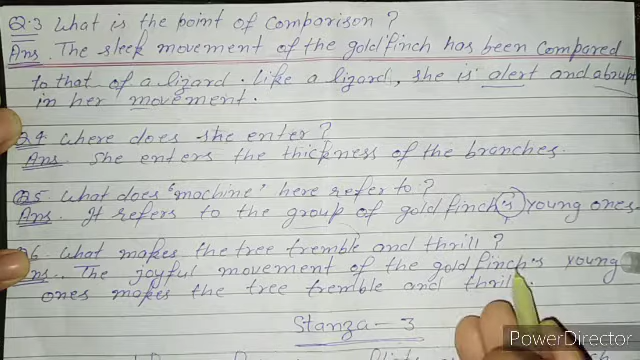 Q.3 What is the point of comparison ?
Ans. The sleek movement of the goldfinch has been compared
to that of a lizard. Like a lizard, she is alert and abrupt
in her movement.
Q4 Where does she enter ?
Ans. She enters the thickness of the branches.
Q5 What does "machine" here refer to ?
Ans. It refers to the group of goldfinch's young ones.
Q6. What makes the tree tremble and thrill ?
Ans. The joyful movement of the goldfinch's young
ones makes the tree tremble and thrill.
Stanza - 3
PowerDirector